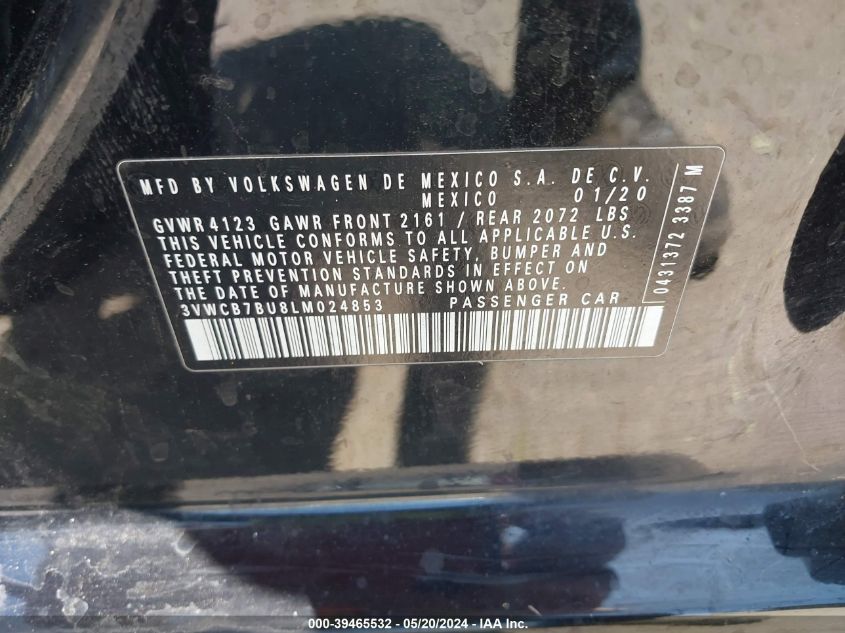 MFD BY VOLKSWAGEN DE MEXICO S.A. DE C.V.
MEXICO 01/20
GVWR 4123 GAWR FRONT 2161 / REAR 2072 LBS
THIS VEHICLE CONFORMS TO ALL APPLICABLE U.S.
FEDERAL MOTOR VEHICLE SAFETY, BUMPER AND
THEFT PREVENTION STANDARDS IN EFFECT ON
THE DATE OF MANUFACTURE SHOWN ABOVE.
3VWCB7BU8LM024853 PASSENGER CAR
0431372 3387 M
000-39465532 - 05/20/2024 - IAA Inc.